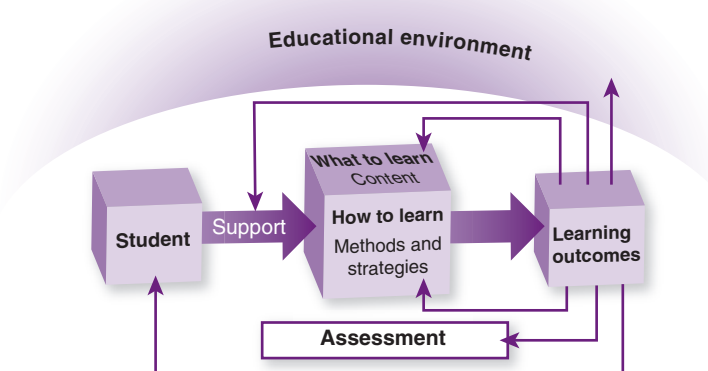 Educational environment
What to learn
Content
Student
Support
How to learn
Methods and
strategies
Learning
outcomes
Assessment